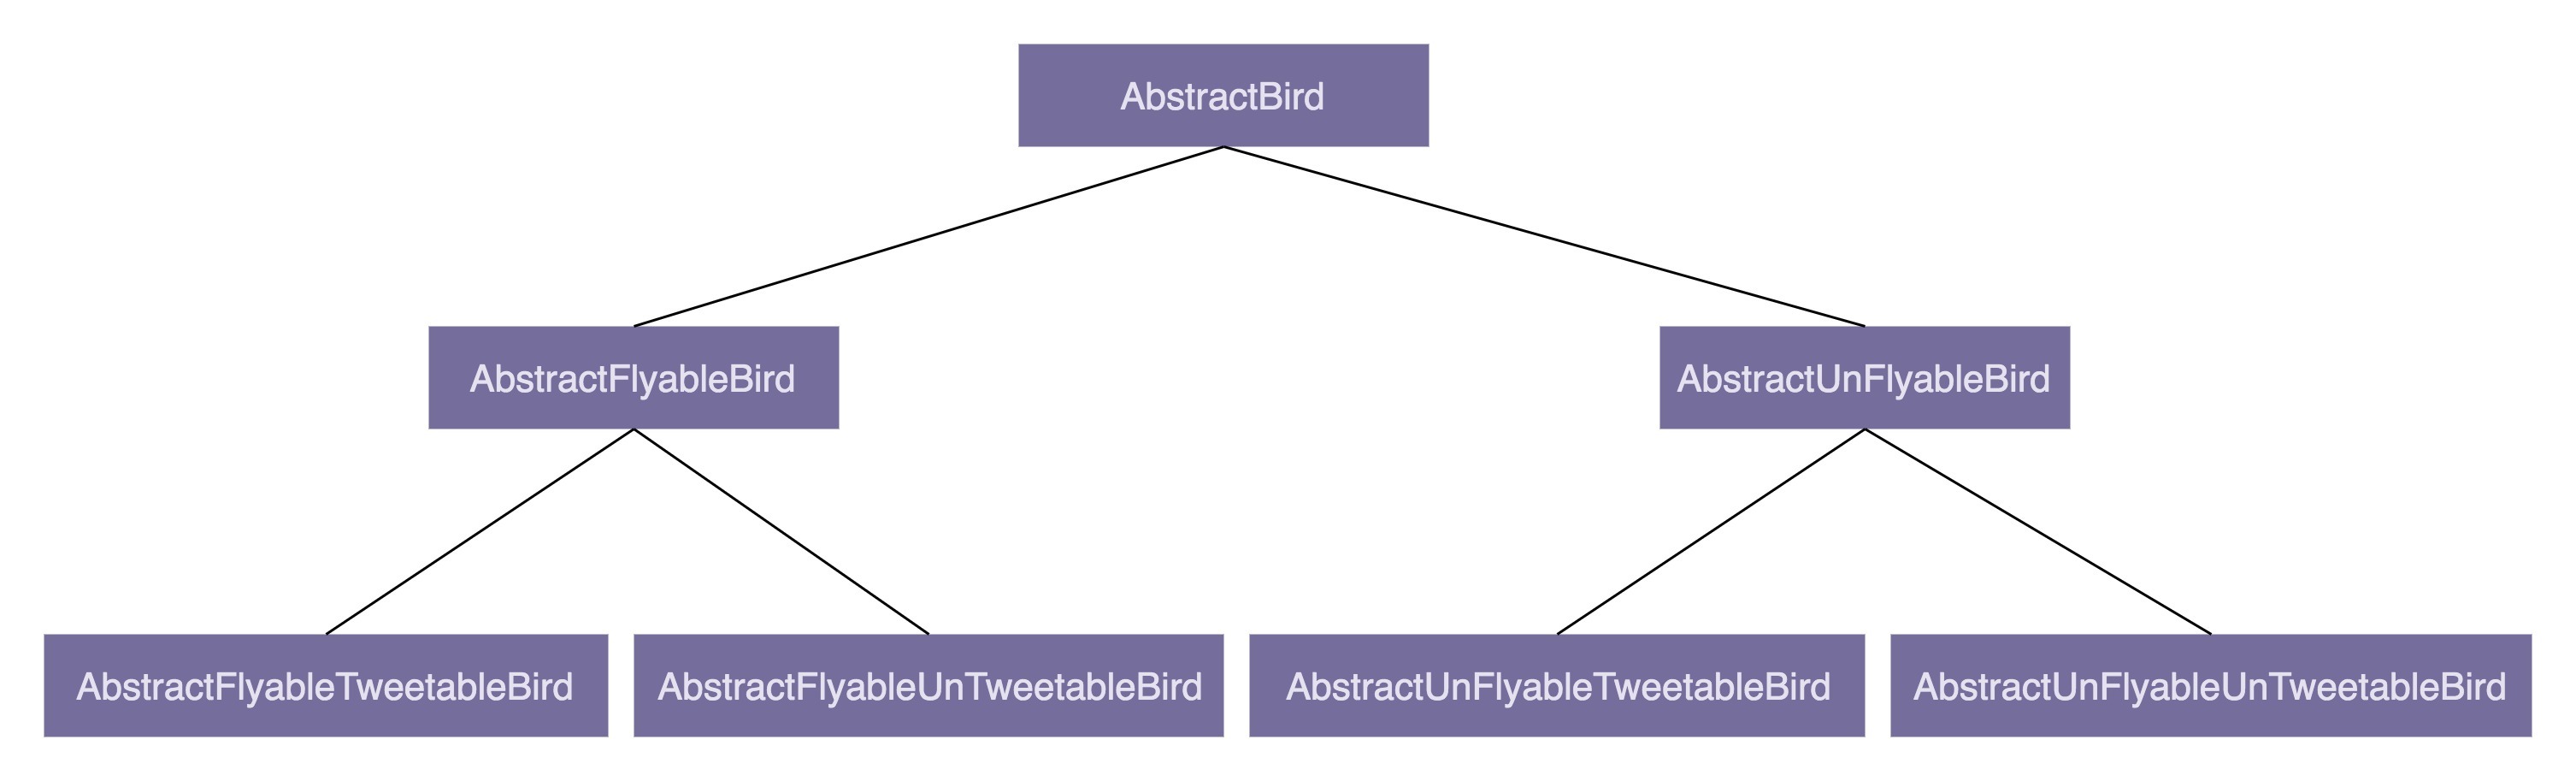 AbstractBird
AbstractFlyableBird
AbstractUnFlyableBird
AbstractFlyableTweetableBird
AbstractFlyableUnTweetableBird
AbstractUnFlyableTweetableBird
AbstractUnFlyableUnTweetableBird